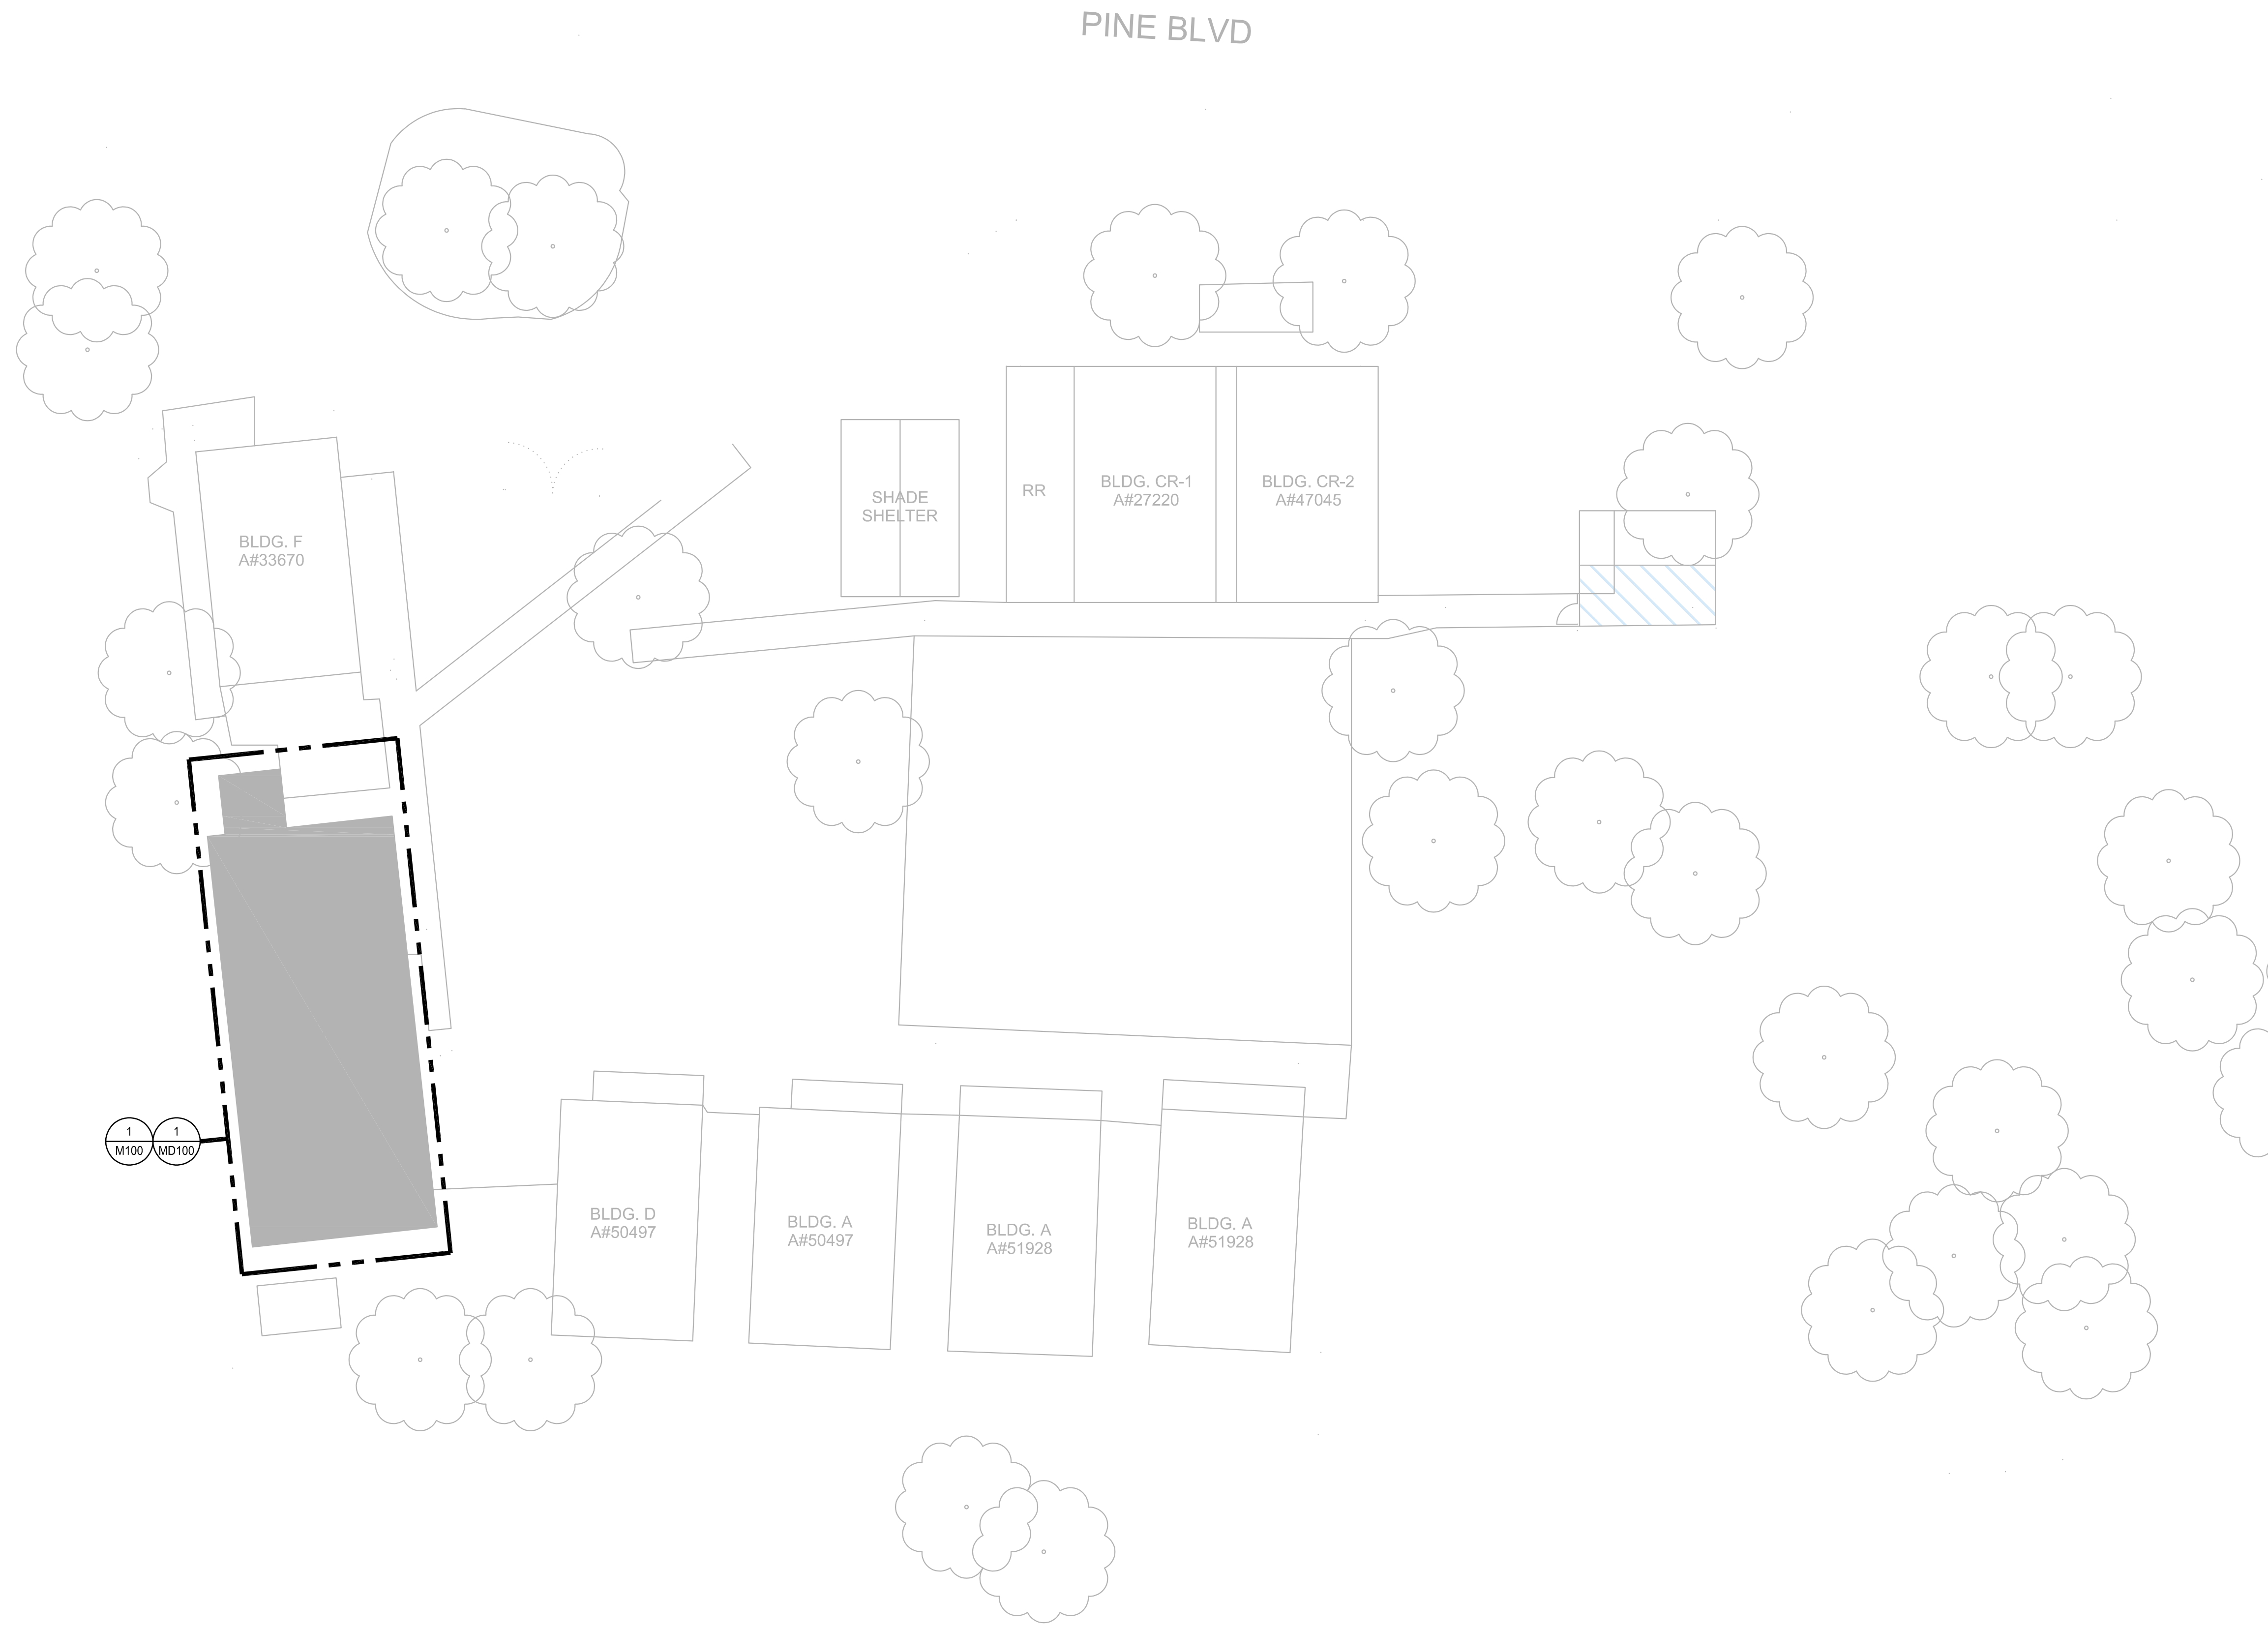 PINE BLVD
SHADE
SHELTER
RR
BLDG. CR-1
A#27220
BLDG. CR-2
A#47045
BLDG. F
A#33670
1
M100
1
MD100
BLDG. D
A#50497
BLDG. A
A#50497
BLDG. A
A#51928
BLDG. A
A#51928